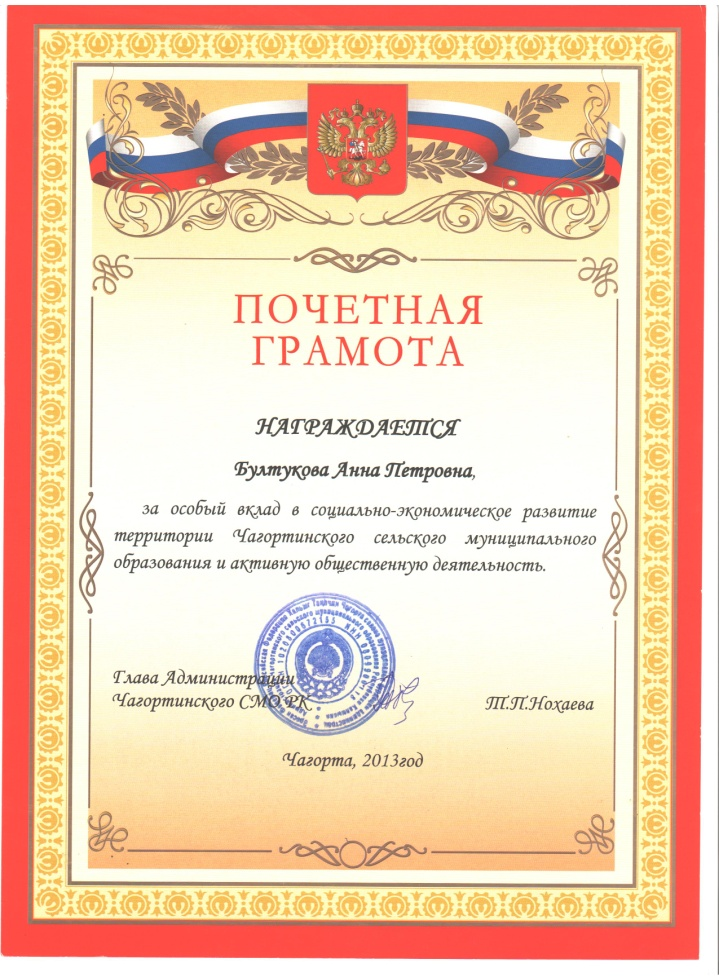 ПОЧЕТНАЯ
ГРАМОТА
НАГРАЖДАЕТСЯ
Бултукова Анна Петровна,
за особый вклад в социально-экономическое развитие
территории Чагортинского сельского муниципального
образования и активную общественную деятельность.
Глава Администрации
Чагортинского СМО РК
Т.П.Нохаева
Чагорта, 2013год